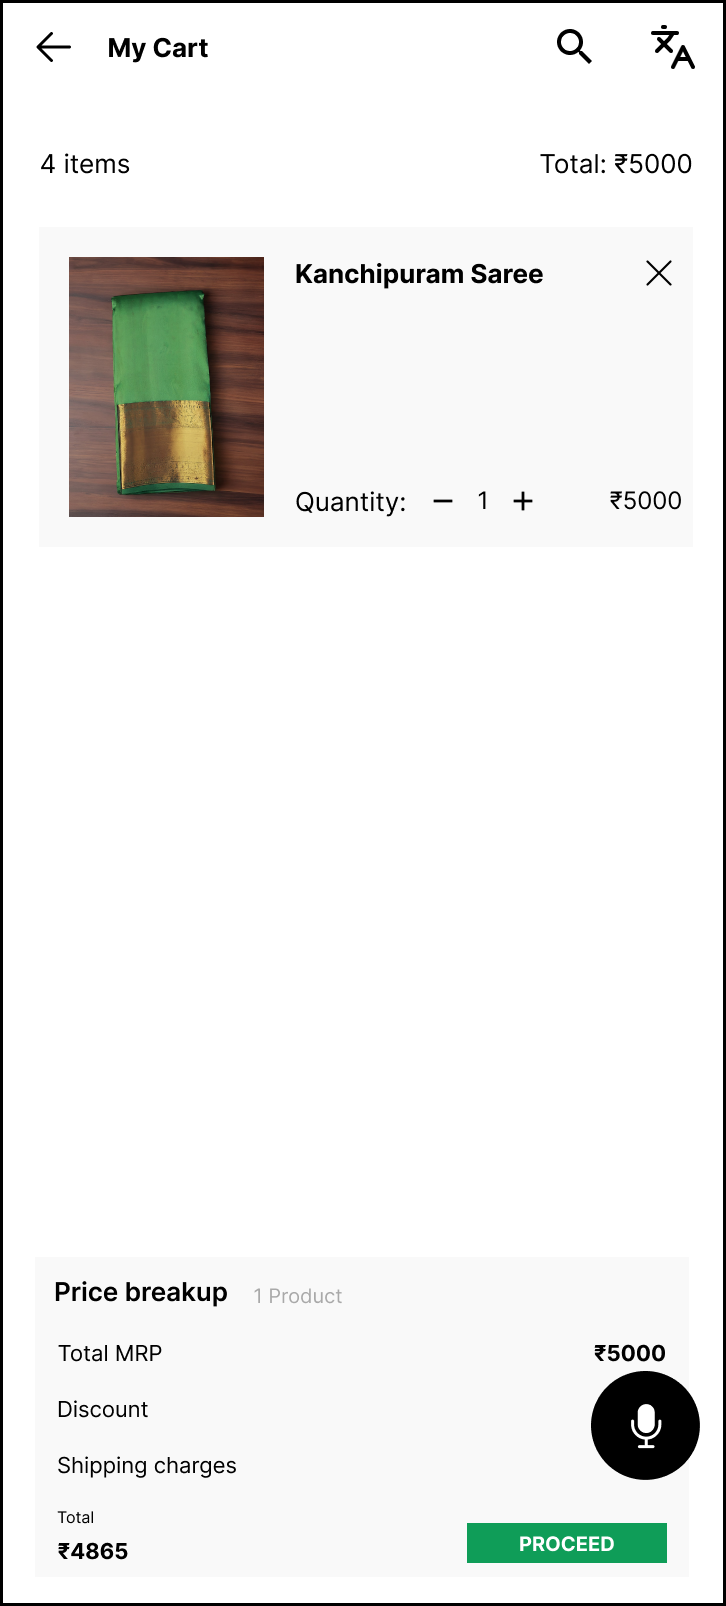 My Cart
4 items
Total: ₹5000
Kanchipuram Saree
Quantity: − 1 + ₹5000
Price breakup 1 Product
Total MRP ₹5000
Discount
Shipping charges
Total
₹4865
PROCEED